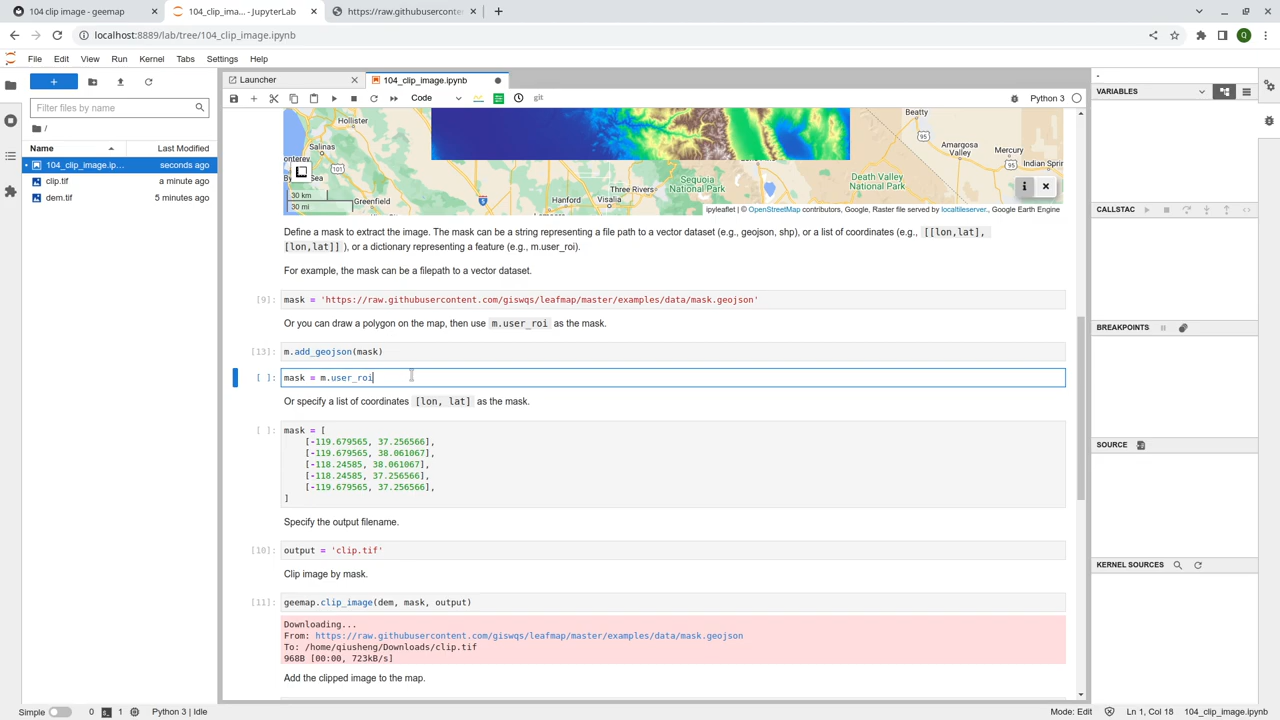 104 clip image - geemap
104_clip_ima... - JupyterLab
https://raw.githubuserconte
localhost:8889/lab/tree/104_clip_image.ipynb
Q
File Edit View Run Kernel Tabs Settings Help
Filter files by name
/
Name Last Modified
104_clip_image.ip... seconds ago
clip.tif a minute ago
dem.tif 5 minutes ago
Launcher
104_clip_image.ipynb
Code
git
Python 3
Hollister
Salinas
101
Greenfield
30 km
30 mi
5
Hanford
Visalia
Three Rivers
Sequoia
National Park
Death Valley
National Park
Beatty
95
Amargosa
Valley
Mercury
Indian Sprin
95
ipyleaflet | © OpenStreetMap contributors, Google, Raster file served by localtileserver., Google Earth Engine
Define a mask to extract the image. The mask can be a string representing a file path to a vector dataset (e.g., geojson, shp), or a list of coordinates (e.g., [[lon,lat],
[lon,lat]] ), or a dictionary representing a feature (e.g., m.user_roi).
For example, the mask can be a filepath to a vector dataset.
[9]: mask = 'https://raw.githubusercontent.com/giswqs/leafmap/master/examples/data/mask.geojson'
Or you can draw a polygon on the map, then use m.user_roi as the mask.
[13]: m.add_geojson(mask)
[ ]: mask = m.user_roi
Or specify a list of coordinates [lon, lat] as the mask.
[ ]: mask = [
[-119.679565, 37.256566],
[-119.679565, 38.061067],
[-118.24585, 38.061067],
[-118.24585, 37.256566],
[-119.679565, 37.256566],
]
Specify the output filename.
[10]: output = 'clip.tif'
Clip image by mask.
[11]: geemap.clip_image(dem, mask, output)
Downloading...
From: https://raw.githubusercontent.com/giswqs/leafmap/master/examples/data/mask.geojson
To: /home/qiusheng/Downloads/clip.tif
968B [00:00, 723kB/s]
Add the clipped image to the map.
VARIABLES
CALLSTAC
BREAKPOINTS
SOURCE
KERNEL SOURCES
Simple 0 1 Python 3 | Idle
Mode: Edit Ln 1, Col 18 104_clip_image.ipynb